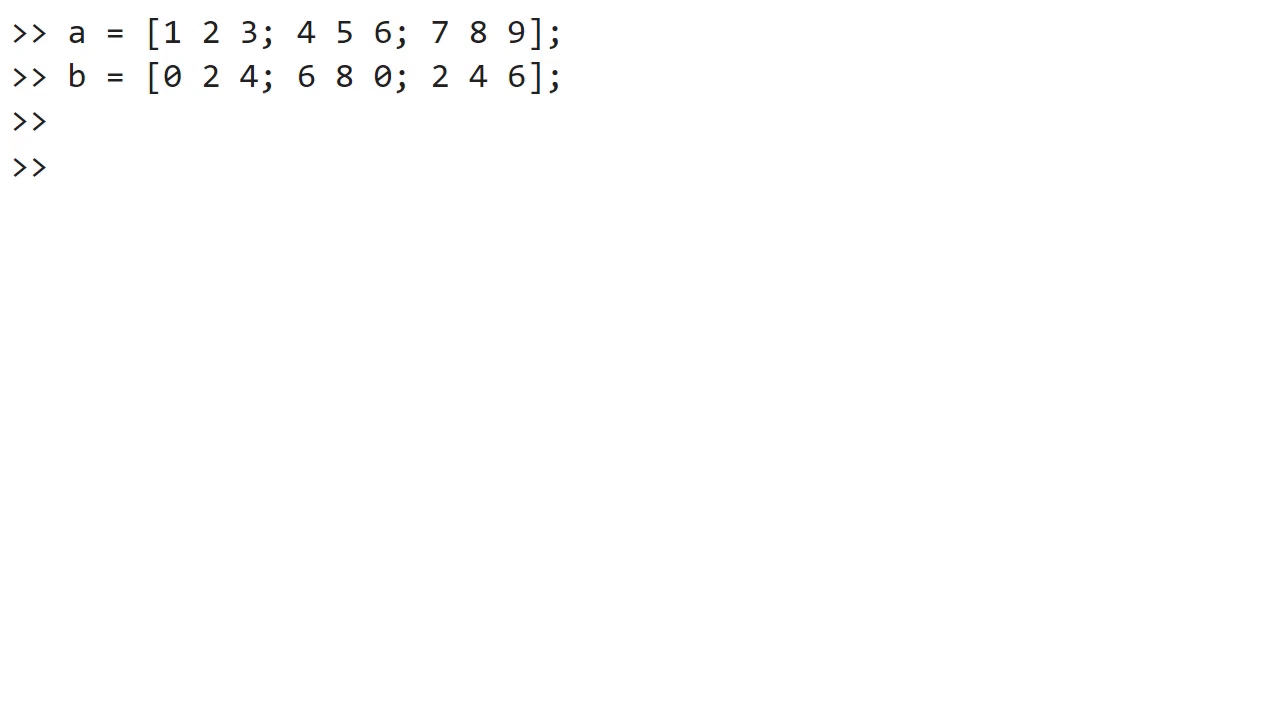 >> a = [1 2 3; 4 5 6; 7 8 9];
>> b = [0 2 4; 6 8 0; 2 4 6];
>>
>>